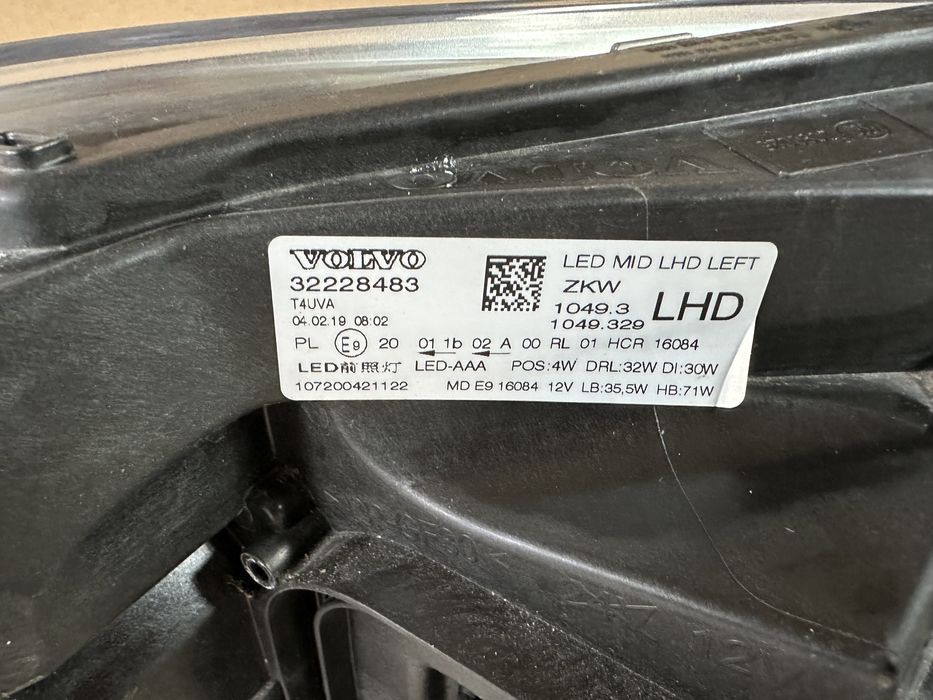 VOLVO
32228483
T4UVA
04.02.19 08:02
LED MID LHD LEFT
ZKW
1049.3
1049.329
LHD
PL E9 20 01 1b 02 A 00 RL 01 HCR 16084
LED前照灯 LED-AAA POS:4W DRL:32W DI:30W
107200421122 MD E9 16084 12V LB:35,5W HB:71W
VOLVO